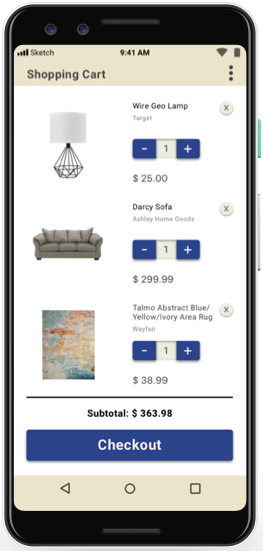 Sketch 9:41 AM
Shopping Cart
Wire Geo Lamp X
Target
- 1 +
$ 25.00
Darcy Sofa X
Ashley Home Goods
- 1 +
$ 299.99
Talmo Abstract Blue/ X
Yellow/Ivory Area Rug
Wayfair
- 1 +
$ 38.99
Subtotal: $ 363.98
Checkout